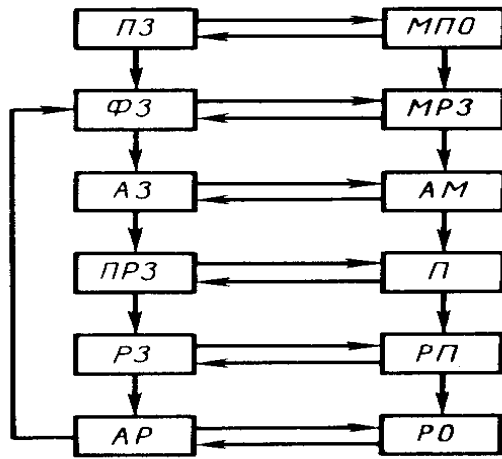 ПЗ МПО
ФЗ МРЗ
АЗ АМ
ПРЗ П
РЗ РП
АР РО